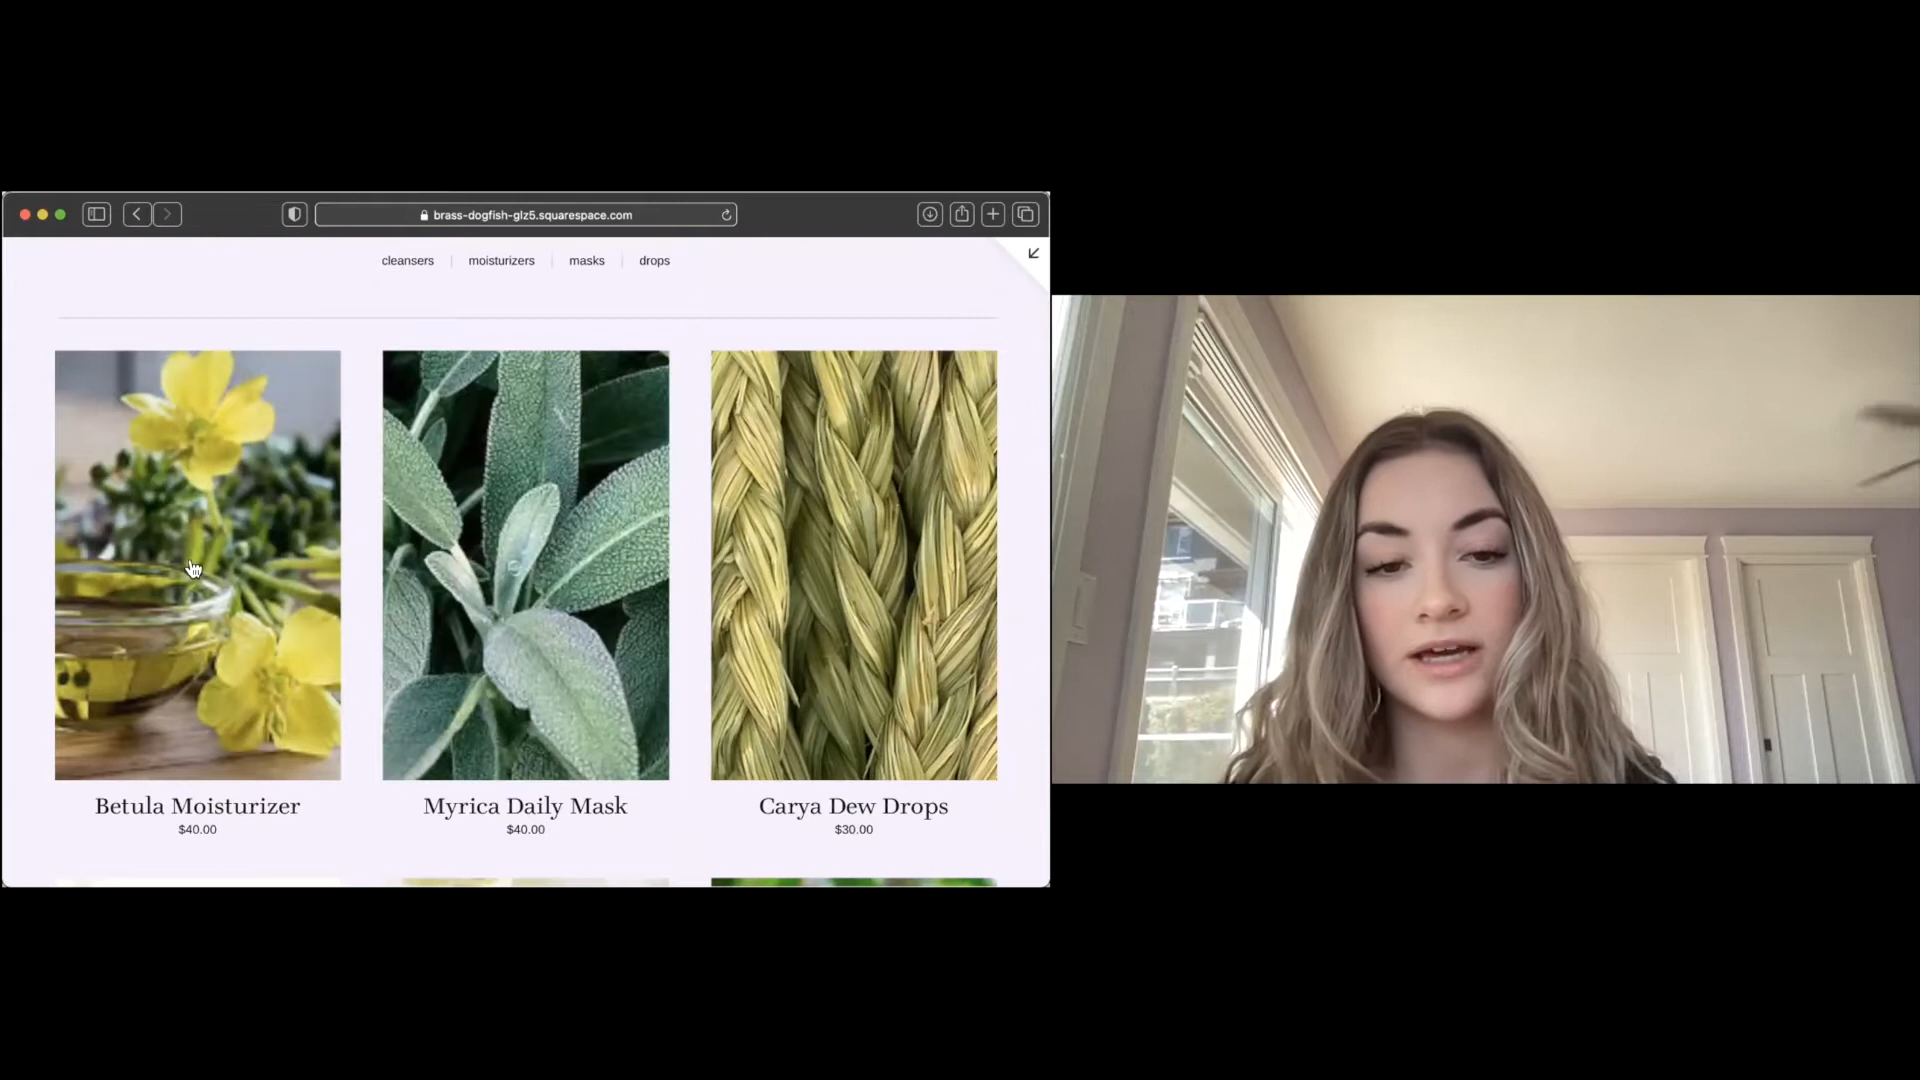 brass-dogfish-glz5.squarespace.com
cleansers | moisturizers | masks | drops
Betula Moisturizer
$40.00
Myrica Daily Mask
$40.00
Carya Dew Drops
$30.00